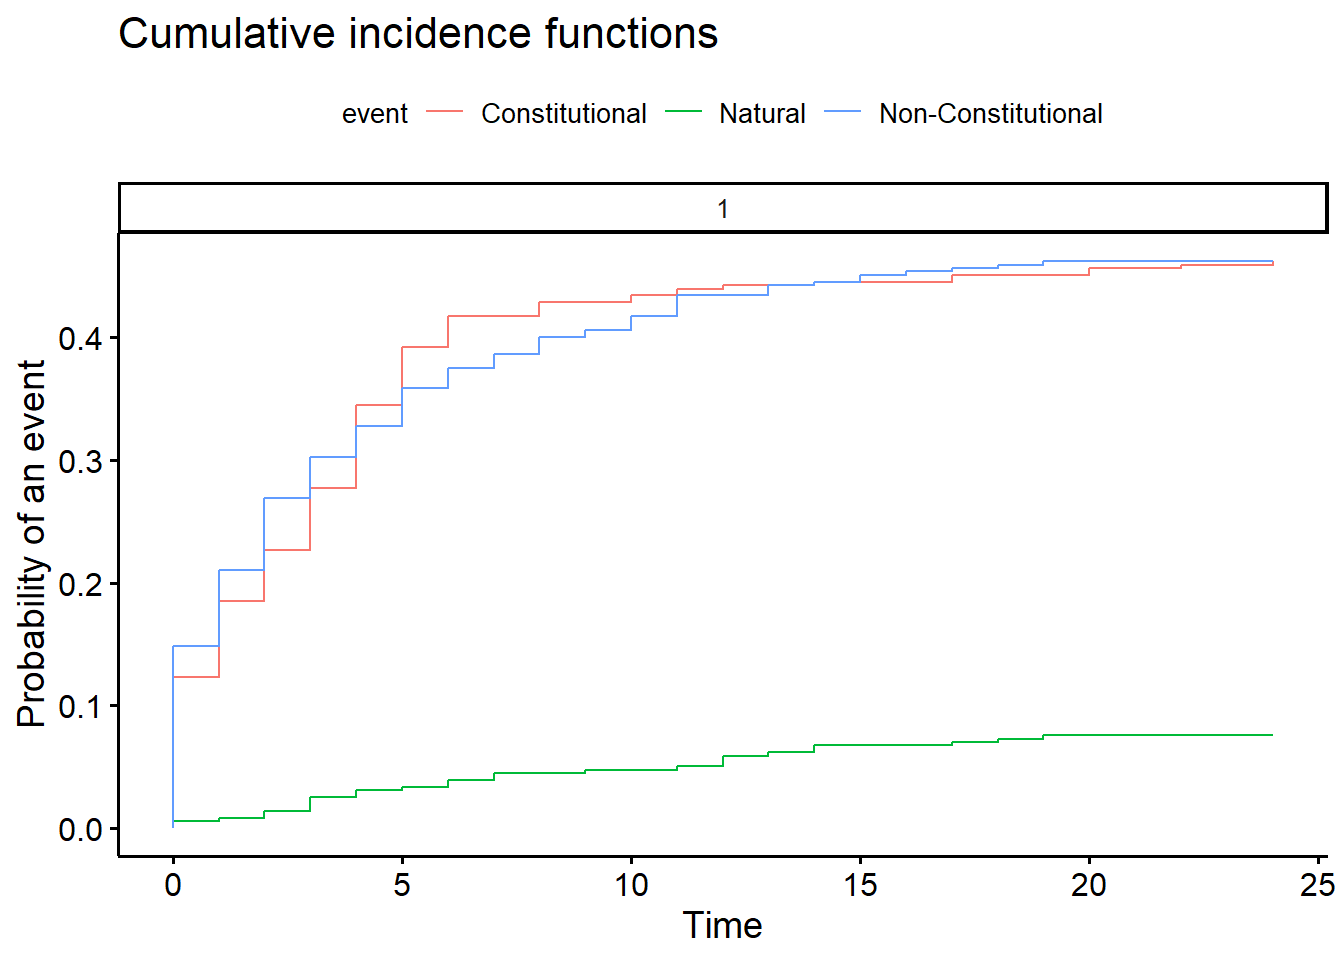 Cumulative incidence functions
event Constitutional Natural Non-Constitutional
1
Probability of an event
0.4
0.3
0.2
0.1
0.0
0 5 10 15 20 25
Time